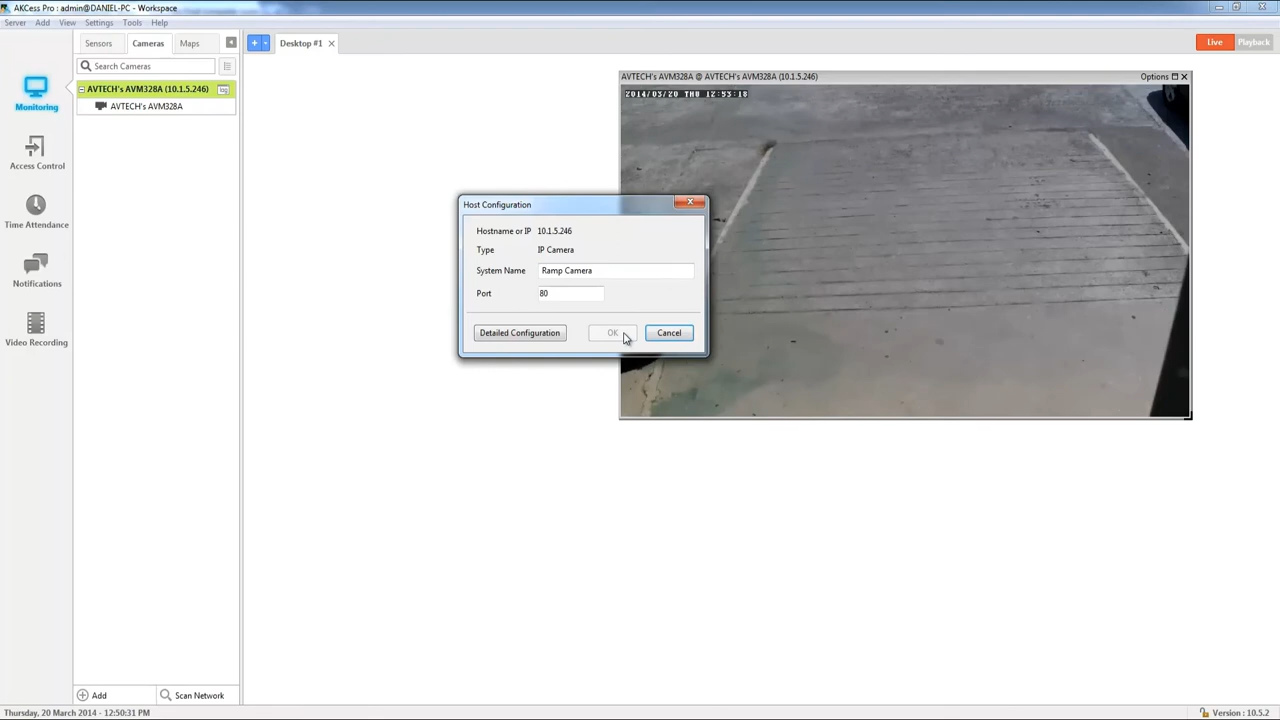 AKCess Pro : admin@DANIEL-PC - Workspace
Server Add View Settings Tools Help
Sensors Cameras Maps
Desktop #1
Live Playback
Search Cameras
AVTECH's AVM328A (10.1.5.246) log
AVTECH's AVM328A
Monitoring
Access Control
Time Attendance
Notifications
Video Recording
AVTECH's AVM328A @ AVTECH's AVM328A (10.1.5.246) Options
2014/03/20 THU 12:53:18
Host Configuration
Hostname or IP 10.1.5.246
Type IP Camera
System Name Ramp Camera
Port 80
Detailed Configuration OK Cancel
Add Scan Network
Thursday, 20 March 2014 - 12:50:31 PM Version : 10.5.2